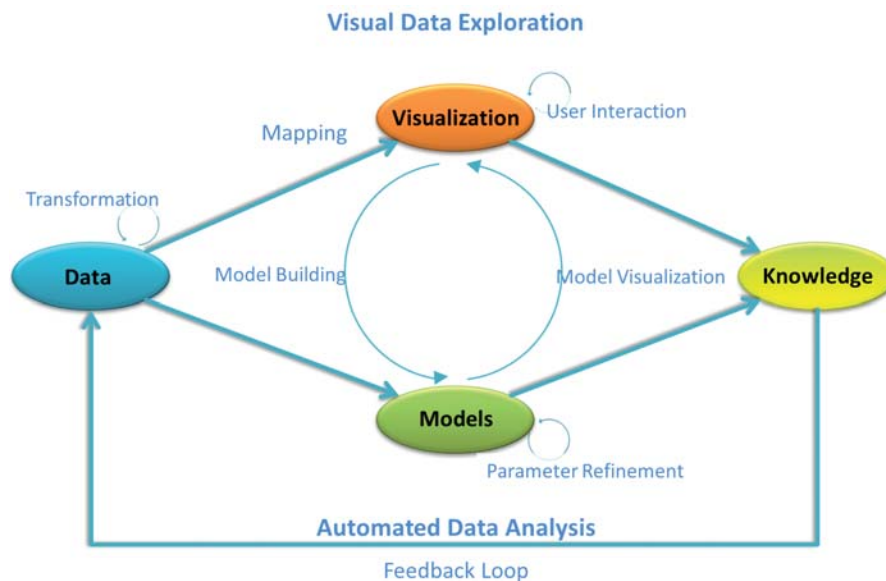 Visual Data Exploration
Visualization
User Interaction
Mapping
Transformation
Data
Model Building
Model Visualization
Knowledge
Models
Parameter Refinement
Automated Data Analysis
Feedback Loop